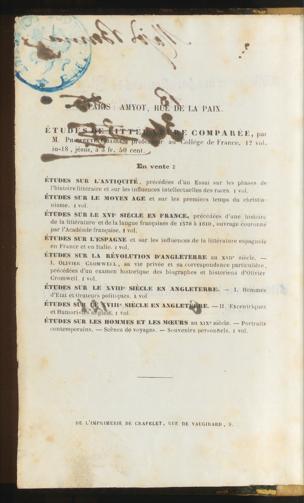 PARIS : AMYOT, RUE DE LA PAIX.
ÉTUDES DE LITTÉRATURE COMPARÉE, par
M. professeur au Collège de France, 12 vol.
in-18, jésus, à 3 fr. 50 cent.
En vente :
ÉTUDES SUR L'ANTIQUITÉ, précédées d'un Essai sur les phases de
l'histoire littéraire et sur les influences intellectuelles des races. 1 vol.
ÉTUDES SUR LE MOYEN AGE et sur les premiers temps du christia-
nisme. 1 vol.
ÉTUDES SUR LE XVIe SIÈCLE EN FRANCE, précédées d'une histoire
de la littérature et de la langue françaises de 1470 à 1610, ouvrage couronné
par l'Académie française. 1 vol.
ÉTUDES SUR L'ESPAGNE et sur les influences de la littérature espagnole
en France et en Italie. 1 vol.
ÉTUDES SUR LA RÉVOLUTION D'ANGLETERRE au XVIIe siècle. —
I. OLIVIER CROMWELL, sa vie privée et sa correspondance particulière,
précédées d'un examen historique des biographes et historiens d'Olivier
Cromwell. 1 vol.
ÉTUDES SUR LE XVIIIe SIÈCLE EN ANGLETERRE. — I. Hommes
d'État et Orateurs politiques. 1 vol
ÉTUDES SUR LE XVIIIe SIÈCLE EN ANGLETERRE. — II. Excentriques
et Humoristes anglais. 1 vol.
ÉTUDES SUR LES HOMMES ET LES MŒURS au XIXe siècle. — Portraits
contemporains. — Scènes de voyages. — Souvenirs personnels. 1 vol.
DE L'IMPRIMERIE DE CRAPELET, RUE DE VAUGIRARD, 9.